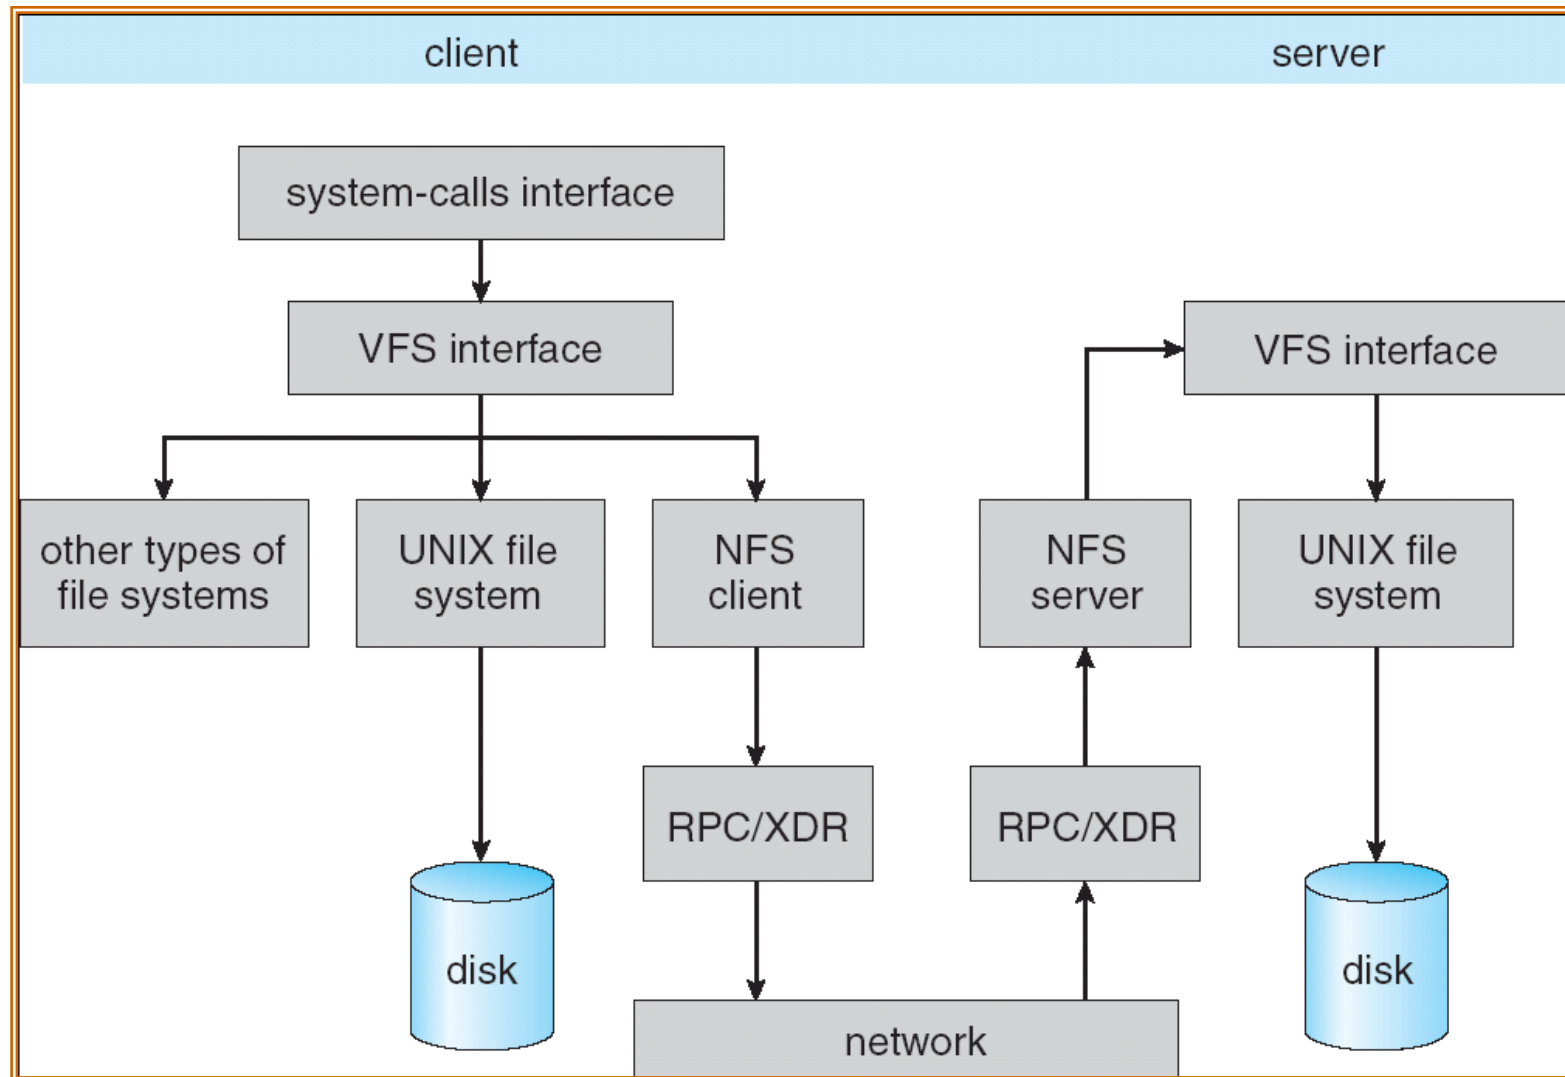 client
server
system-calls interface
VFS interface
VFS interface
other types of
file systems
UNIX file
system
NFS
client
NFS
server
UNIX file
system
RPC/XDR
RPC/XDR
disk
disk
network